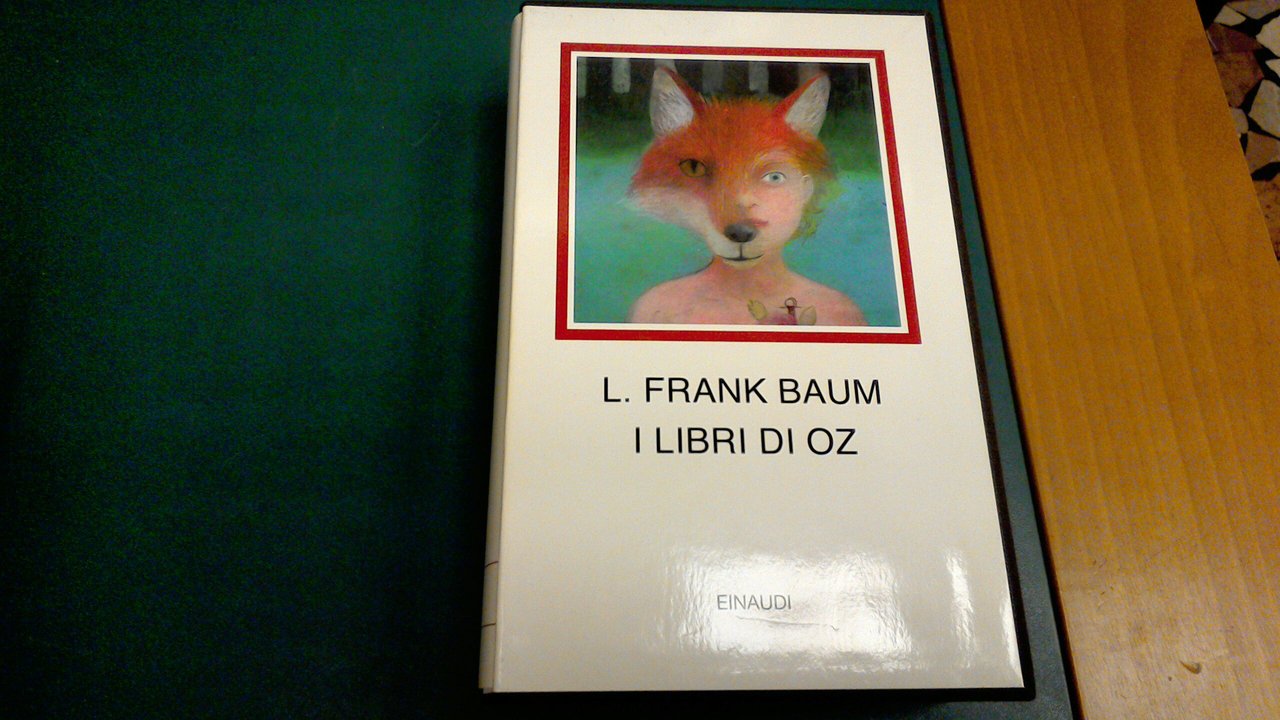 L. FRANK BAUM
I LIBRI DI OZ
EINAUDI